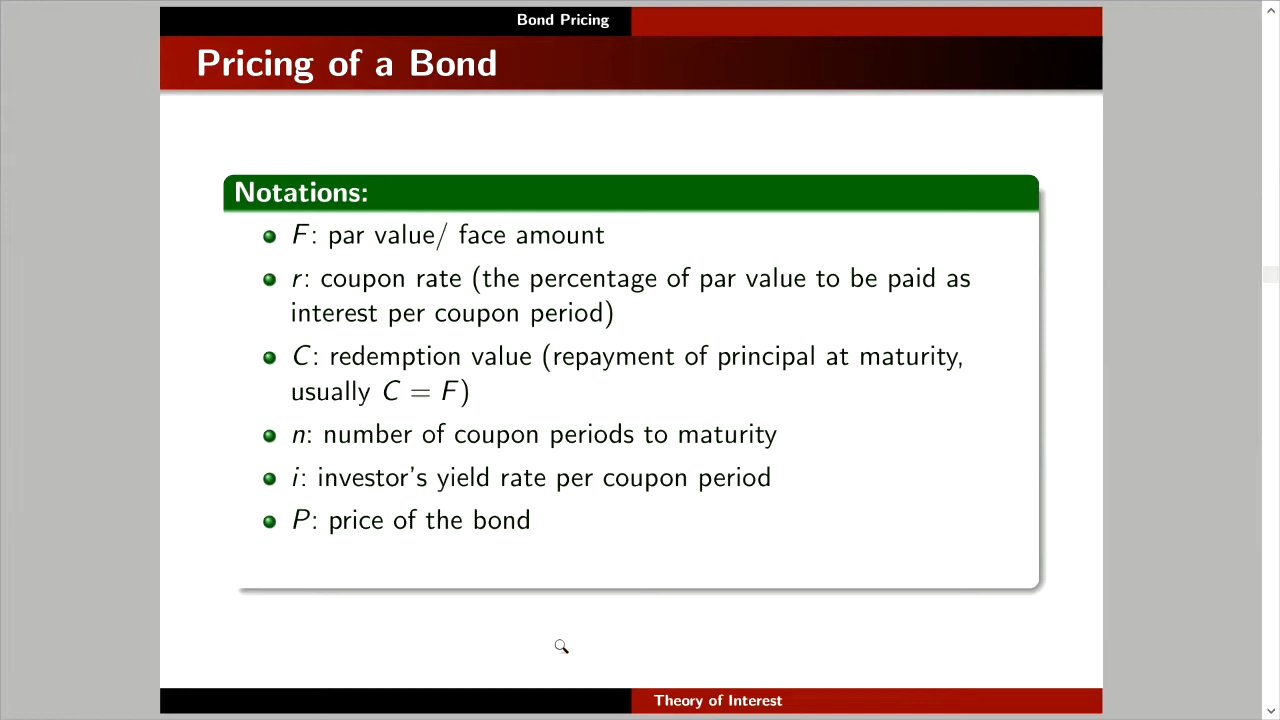 Bond Pricing
Pricing of a Bond
Notations:
F: par value/ face amount
r: coupon rate (the percentage of par value to be paid as
interest per coupon period)
C: redemption value (repayment of principal at maturity,
usually C = F)
n: number of coupon periods to maturity
i: investor's yield rate per coupon period
P: price of the bond
Theory of Interest